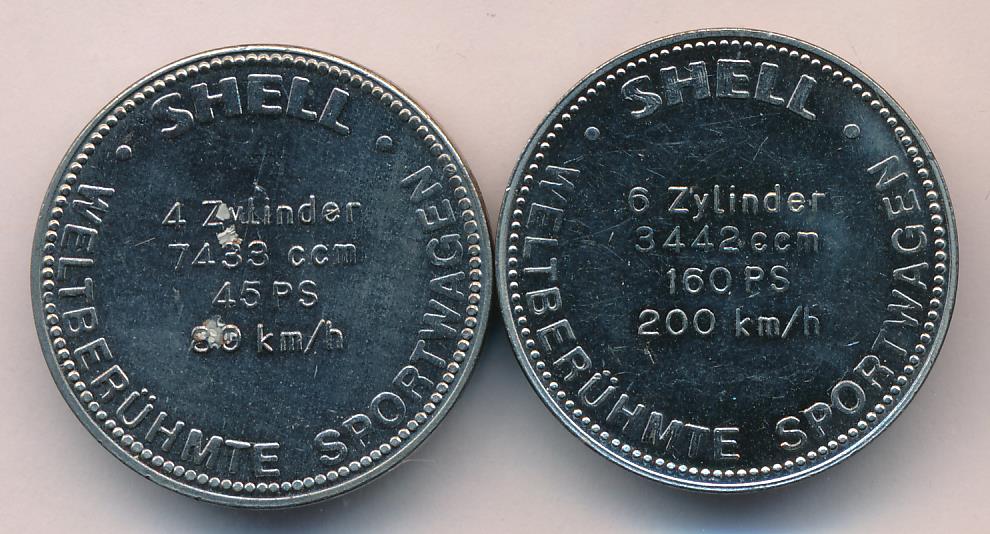 SHELL
4 Zylinder
7433 ccm
45 PS
90 km/h
WELTBERÜHMTE SPORTWAGEN
SHELL
6 Zylinder
3442 ccm
160 PS
200 km/h
WELTBERÜHMTE SPORTWAGEN